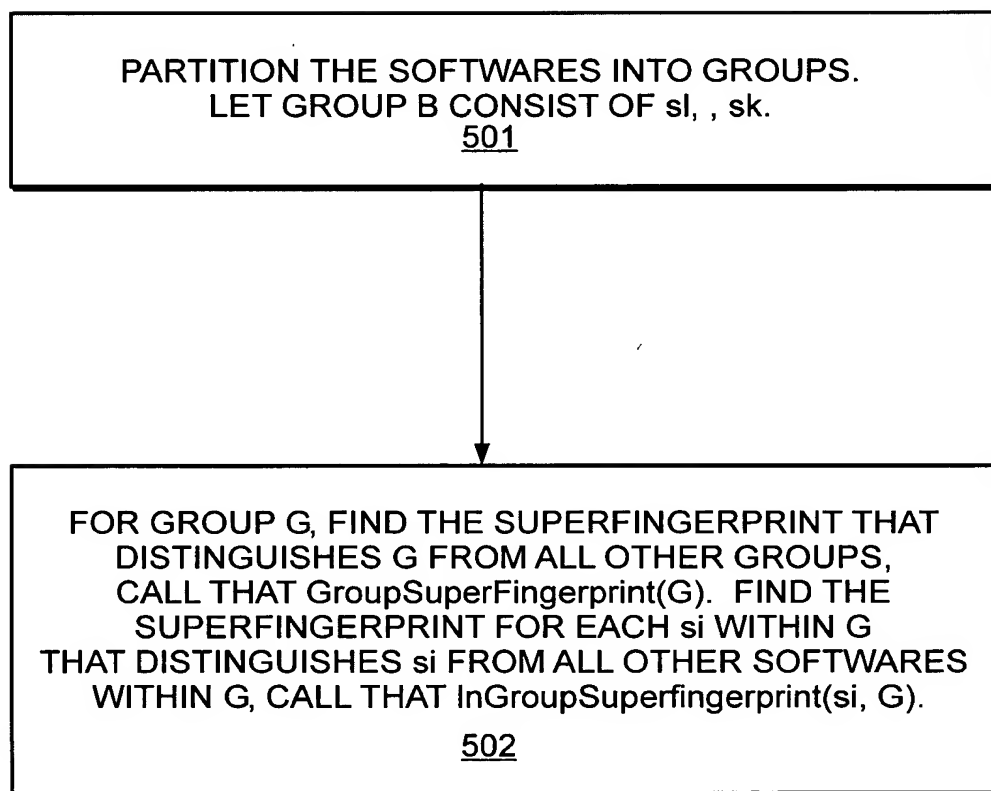 PARTITION THE SOFTWARES INTO GROUPS.
LET GROUP B CONSIST OF sl, , sk.
501
FOR GROUP G, FIND THE SUPERFINGERPRINT THAT
DISTINGUISHES G FROM ALL OTHER GROUPS,
CALL THAT GroupSuperFingerprint(G). FIND THE
SUPERFINGERPRINT FOR EACH si WITHIN G
THAT DISTINGUISHES si FROM ALL OTHER SOFTWARES
WITHIN G, CALL THAT InGroupSuperfingerprint(si, G).
502